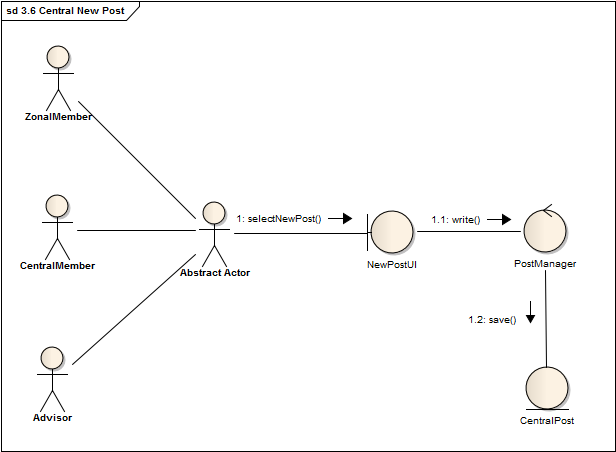 sd 3.6 Central New Post
ZonalMember
CentralMember
Advisor
Abstract Actor
1: selectNewPost()
NewPostUI
1.1: write()
PostManager
1.2: save()
CentralPost